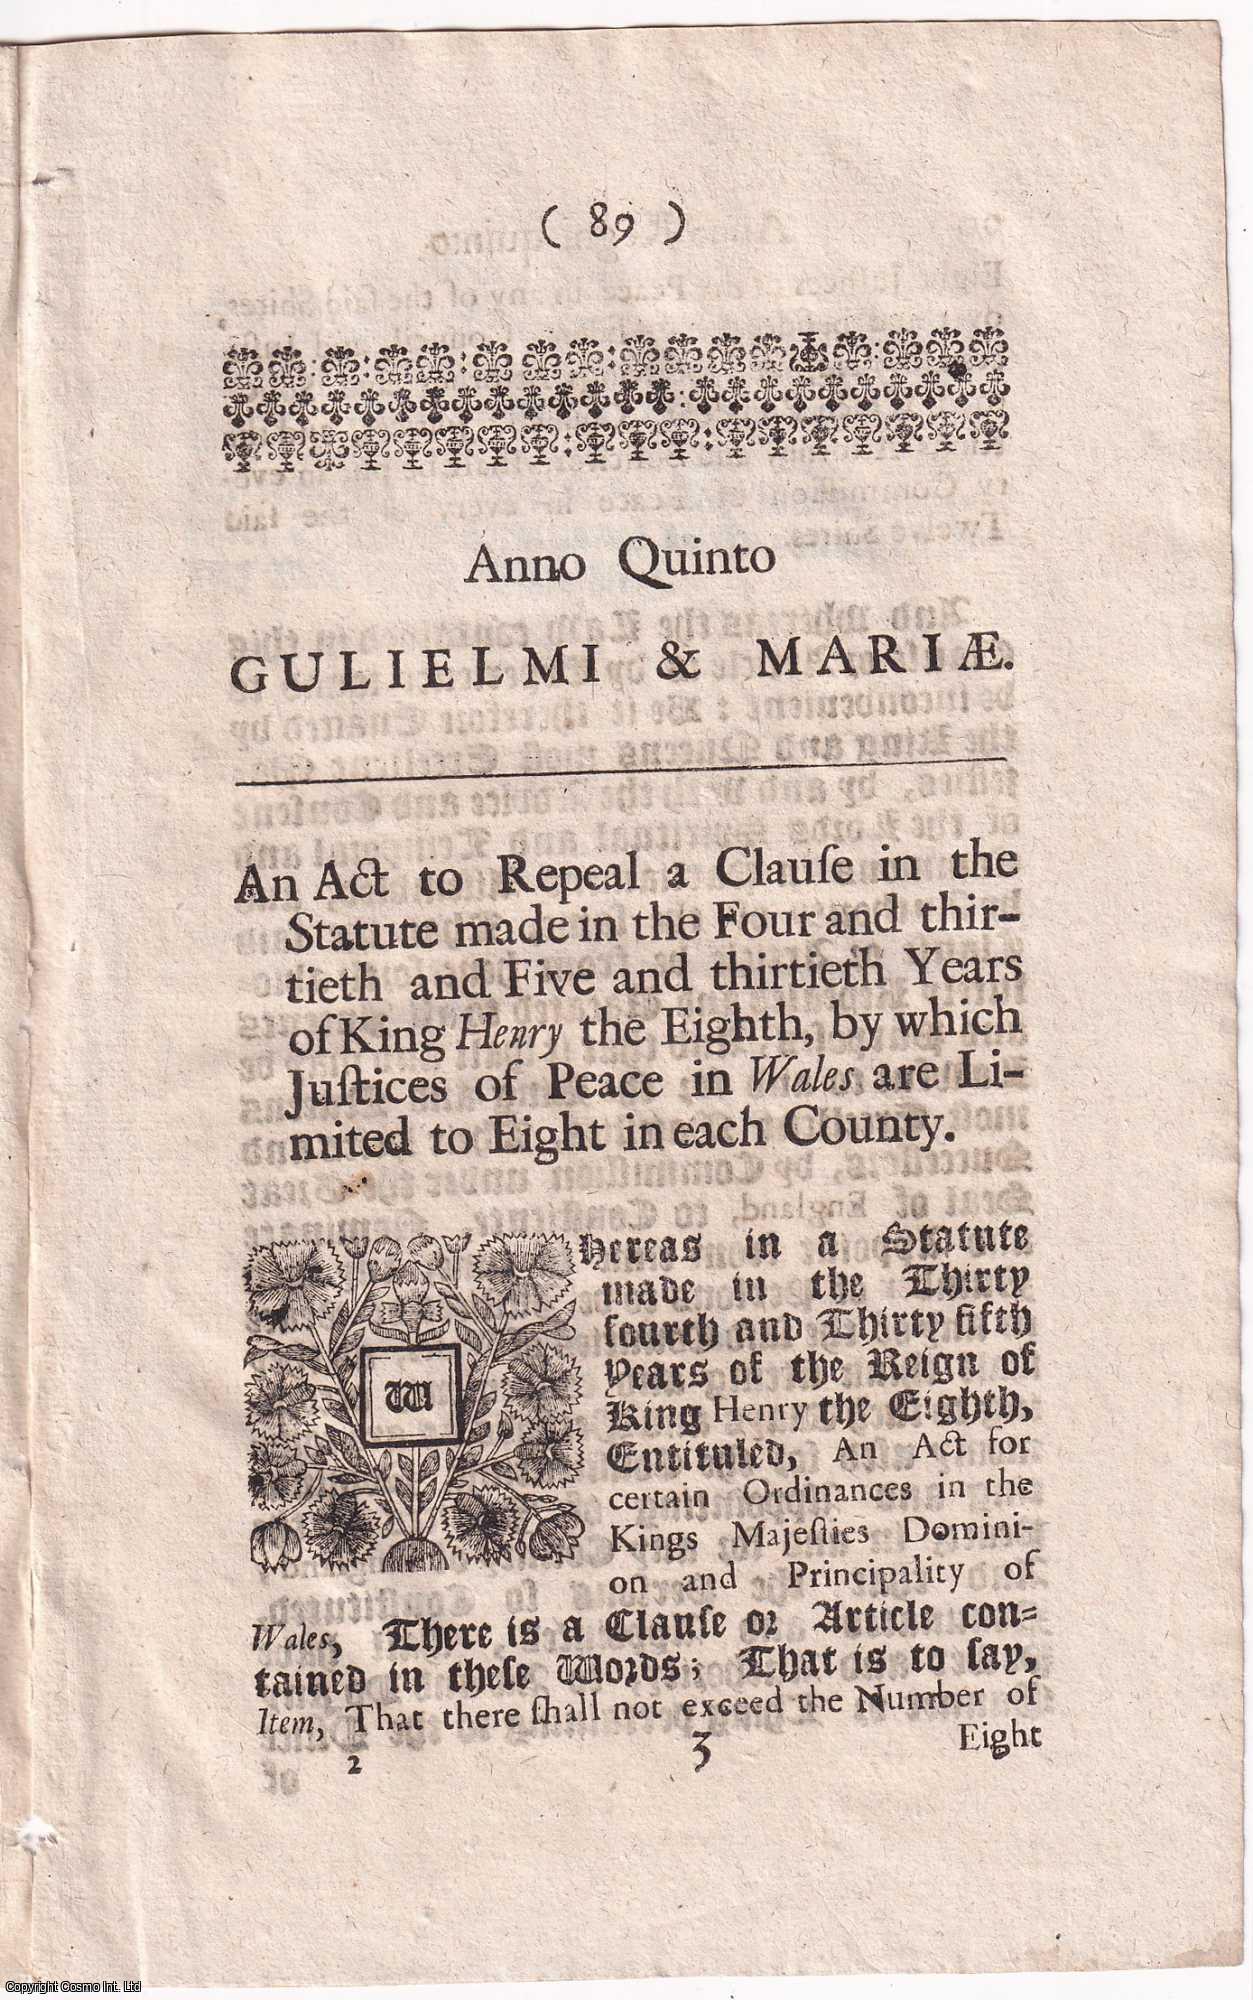 ( 89 )
Anno Quinto
GULIELMI & MARIÆ.
An Act to Repeal a Clauſe in the
Statute made in the Four and thir-
tieth and Five and thirtieth Years
of King Henry the Eighth, by which
Juſtices of Peace in Wales are Li-
mited to Eight in each County.
Whereas in a Statute
made in the Thirty
fourth and Thirty fifth
Years of the Reign of
King Henry the Eighth,
Entituled, An Act for
certain Ordinances in the
Kings Majeſties Domini-
on and Principality of
Wales, There is a Clauſe or Article con=
tained in theſe Words; That is to ſay,
Item, That there ſhall not exceed the Number of
2 3 Eight
Copyright Cosmo Int. Ltd